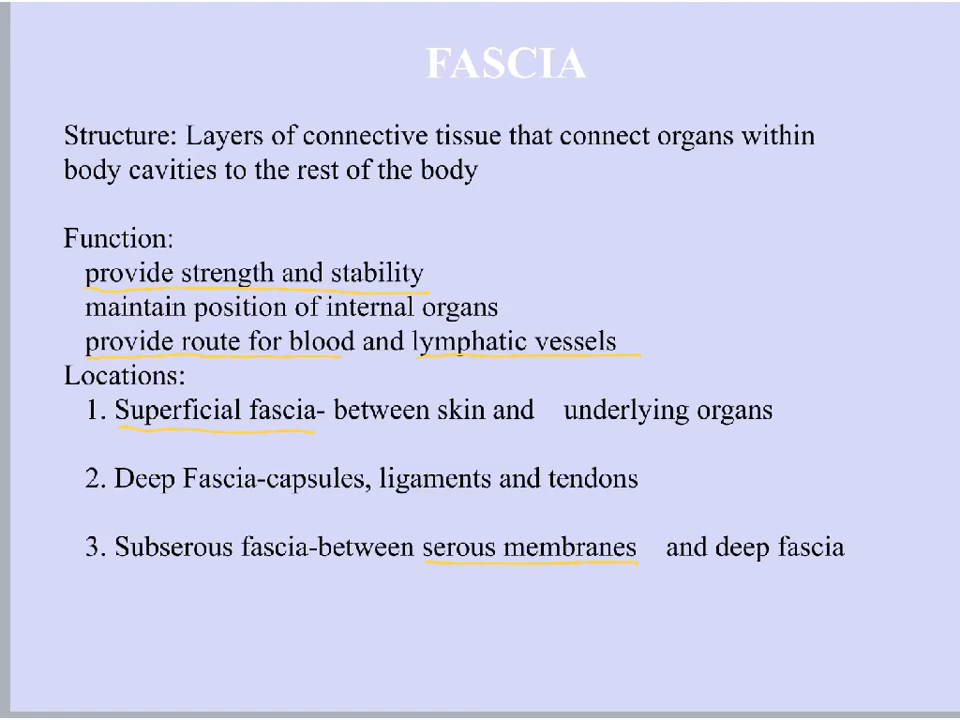 FASCIA
Structure: Layers of connective tissue that connect organs within
body cavities to the rest of the body
Function:
provide strength and stability
maintain position of internal organs
provide route for blood and lymphatic vessels
Locations:
1. Superficial fascia- between skin and underlying organs
2. Deep Fascia-capsules, ligaments and tendons
3. Subserous fascia-between serous membranes and deep fascia